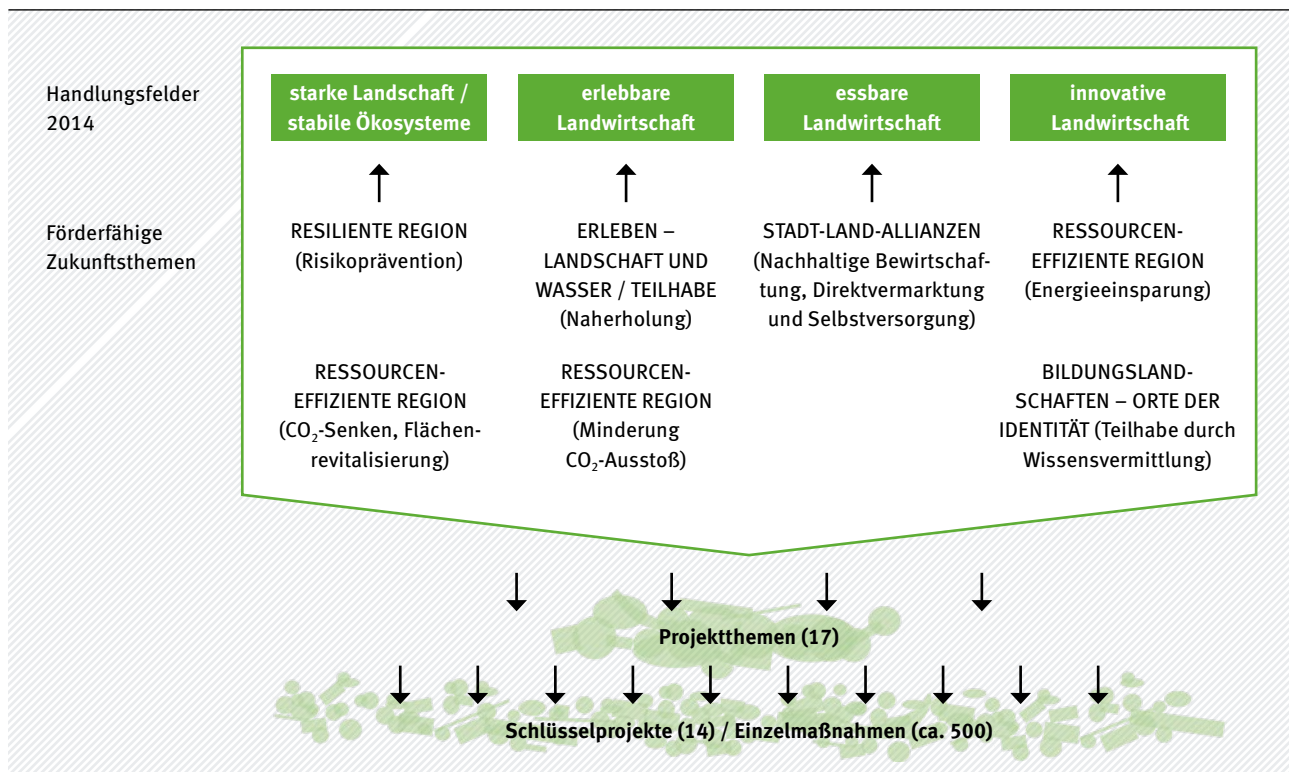 Handlungsfelder
2014
starke Landschaft /
stabile Ökosysteme
erlebbare
Landwirtschaft
essbare
Landwirtschaft
innovative
Landwirtschaft
Förderfähige
Zukunftsthemen
RESILIENTE REGION
(Risikoprävention)
ERLEBEN –
LANDSCHAFT UND
WASSER / TEILHABE
(Naherholung)
STADT-LAND-ALLIANZEN
(Nachhaltige Bewirtschaf-
tung, Direktvermarktung
und Selbstversorgung)
RESSOURCEN-
EFFIZIENTE REGION
(Energieeinsparung)
RESSOURCEN-
EFFIZIENTE REGION
(CO₂-Senken, Flächen-
revitalisierung)
RESSOURCEN-
EFFIZIENTE REGION
(Minderung
CO₂-Ausstoß)
BILDUNGSLAND-
SCHAFTEN – ORTE DER
IDENTITÄT (Teilhabe durch
Wissensvermittlung)
Projektthemen (17)
Schlüsselprojekte (14) / Einzelmaßnahmen (ca. 500)